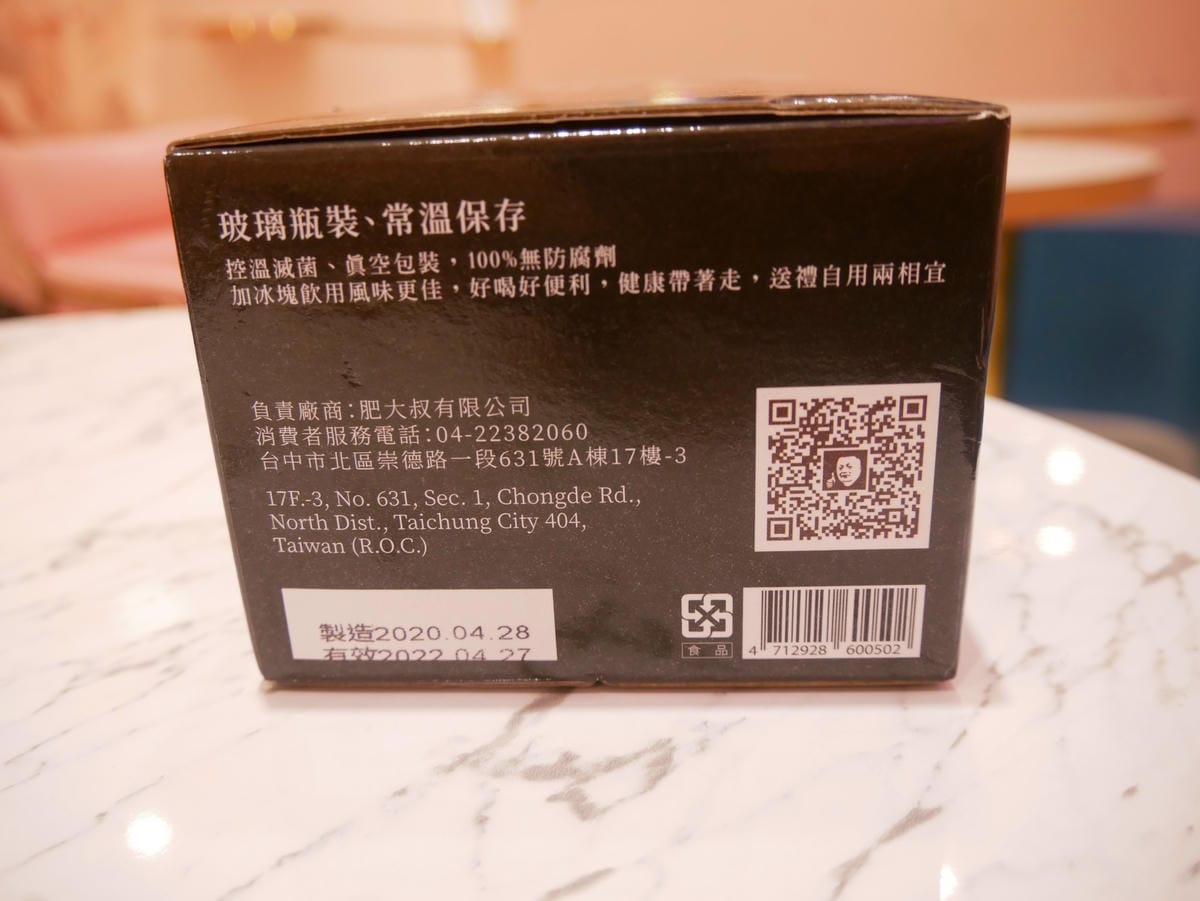 玻璃瓶裝、常溫保存
控溫滅菌、眞空包裝，100%無防腐劑
加冰塊飲用風味更佳，好喝好便利，健康帶著走，送禮自用兩相宜
負責廠商：肥大叔有限公司
消費者服務電話：04-22382060
台中市北區崇德路一段631號A棟17樓-3
17F.-3, No. 631, Sec. 1, Chongde Rd.,
North Dist., Taichung City 404,
Taiwan (R.O.C.)
製造2020.04.28
有效2022.04.27
食品
4 712928 600502